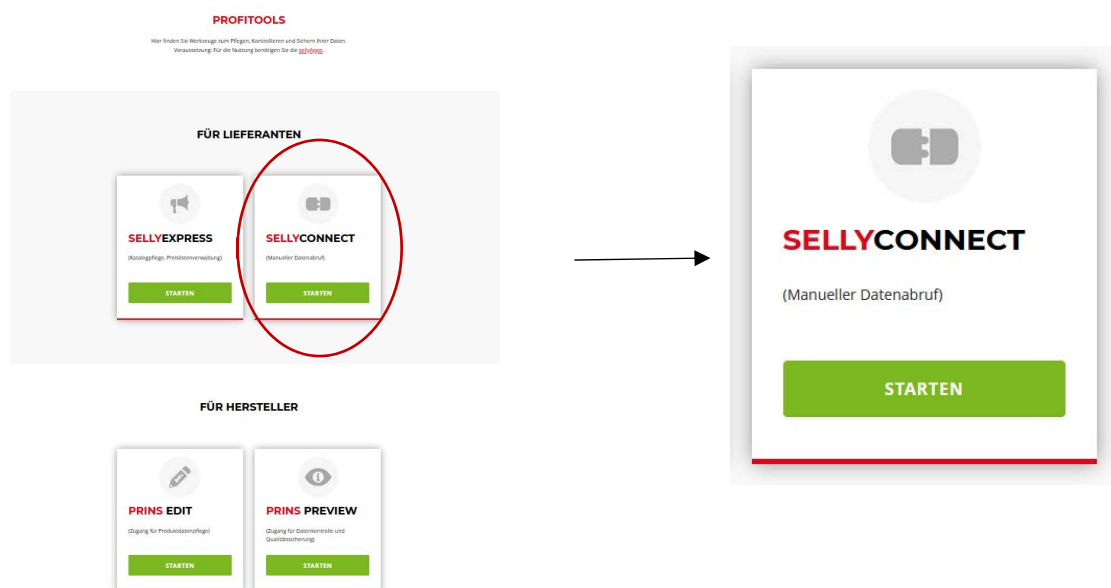 PROFITOOLS
Hier finden Sie Werkzeuge zum Pflegen, Kontrollieren und Sichern Ihrer Daten.
Voraussetzung: Für die Nutzung benötigen Sie die sellyApps.
FÜR LIEFERANTEN
SELLYEXPRESS
(Katalogpflege, Preislistenverwaltung)
STARTEN
SELLYCONNECT
(Manueller Datenabruf)
STARTEN
FÜR HERSTELLER
PRINS EDIT
(Zugang für Produktdatenpflege)
STARTEN
PRINS PREVIEW
(Zugang für Datenkontrolle und
Qualitätssicherung)
STARTEN
SELLYCONNECT
(Manueller Datenabruf)
STARTEN